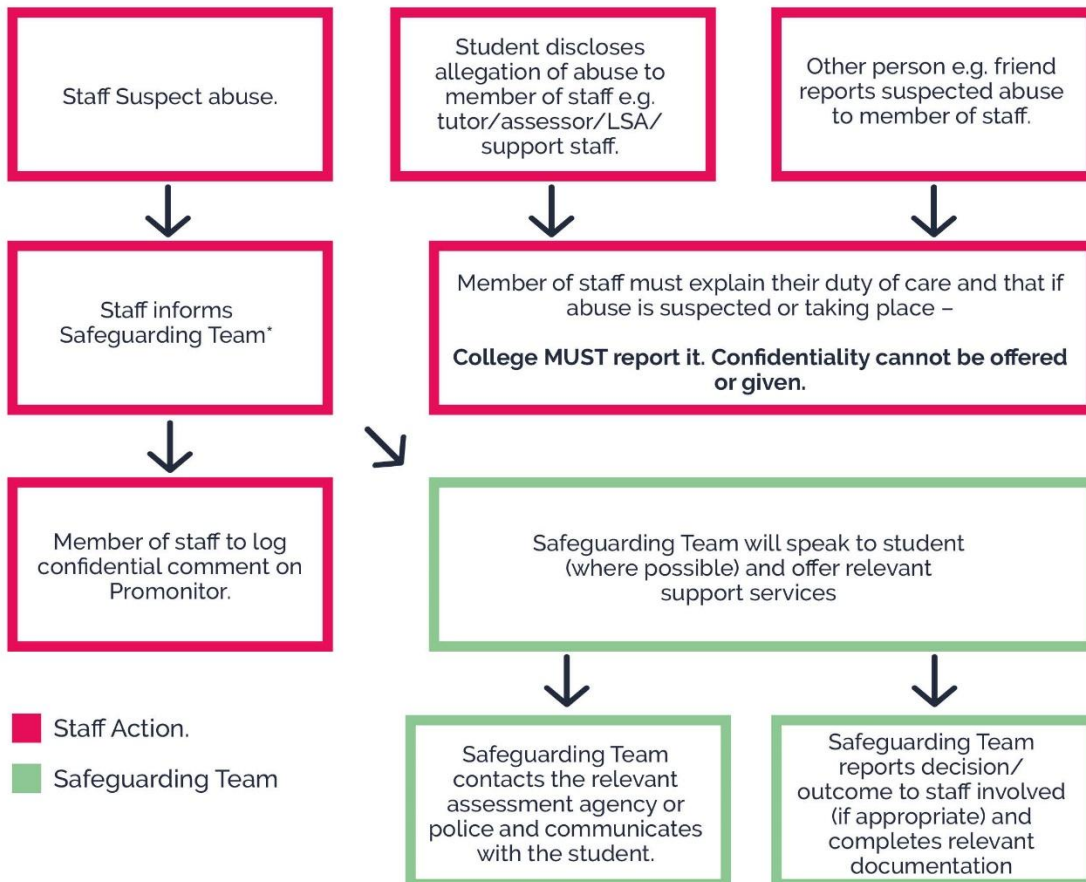 Staff Suspect abuse.
Student discloses
allegation of abuse to
member of staff e.g.
tutor/assessor/LSA/
support staff.
Other person e.g. friend
reports suspected abuse
to member of staff.
Staff informs
Safeguarding Team*
Member of staff must explain their duty of care and that if
abuse is suspected or taking place –
College MUST report it. Confidentiality cannot be offered
or given.
Member of staff to log
confidential comment on
Promonitor.
Safeguarding Team will speak to student
(where possible) and offer relevant
support services
Staff Action.
Safeguarding Team
Safeguarding Team
contacts the relevant
assessment agency or
police and communicates
with the student.
Safeguarding Team
reports decision/
outcome to staff involved
(if appropriate) and
completes relevant
documentation